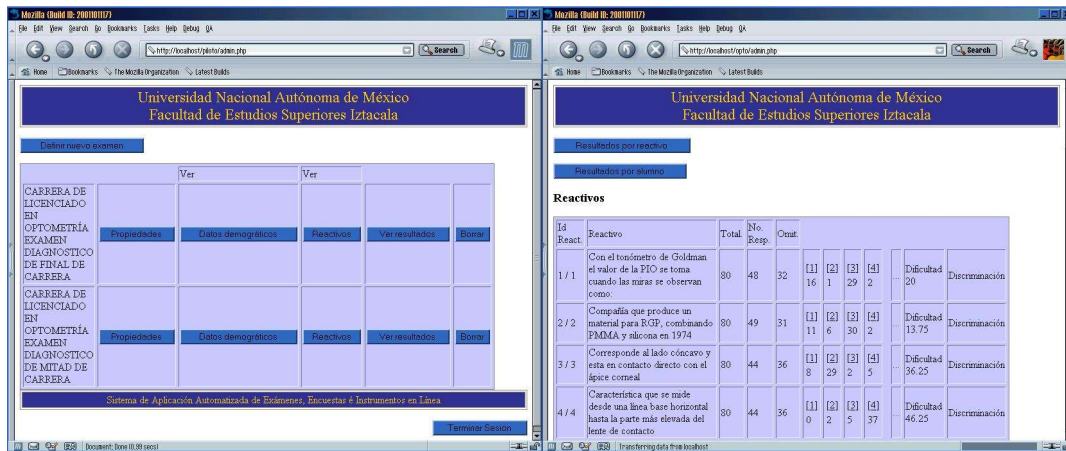 Mozilla {Build ID: 2001101117}
File Edit View Search Go Bookmarks Tasks Help Debug QA
http://localhost/piloto/admin.php Search
Home Bookmarks The Mozilla Organization Latest Builds
Universidad Nacional Autónoma de México
Facultad de Estudios Superiores Iztacala
Definir nuevo examen
Ver Ver
CARRERA DE
LICENCIADO
EN
OPTOMETRÍA
EXAMEN
DIAGNOSTICO
DE FINAL DE
CARRERA
Propiedades Datos demográficos Reactivos Ver resultados Borrar
CARRERA DE
LICENCIADO
EN
OPTOMETRÍA
EXAMEN
DIAGNOSTICO
DE MITAD DE
CARRERA
Propiedades Datos demográficos Reactivos Ver resultados Borrar
Sistema de Aplicación Automatizada de Exámenes, Encuestas é Instrumentos en Línea
Terminar Sesión
Document: Done (0.99 secs)
Mozilla {Build ID: 2001101117}
File Edit View Search Go Bookmarks Tasks Help Debug QA
http://localhost/opto/admin.php Search
Home Bookmarks The Mozilla Organization Latest Builds
Universidad Nacional Autónoma de México
Facultad de Estudios Superiores Iztacala
Resultados por reactivo
Resultados por alumno
Reactivos
Id React. Reactivo Total No. Resp. Omit.
1 / 1 Con el tonómetro de Goldman
el valor de la PIO se toma
cuando las miras se observan
como:
80 48 32 [1] 16 [2] 1 [3] 29 [4] 2 ... Dificultad 20 Discriminación
2 / 2 Compañía que produce un
material para RGP, combinando
PMMA y silicona en 1974
80 49 31 [1] 11 [2] 6 [3] 30 [4] 2 ... Dificultad 13.75 Discriminación
3 / 3 Corresponde al lado cóncavo y
esta en contacto directo con el
ápice corneal
80 44 36 [1] 8 [2] 29 [3] 2 [4] 5 ... Dificultad 36.25 Discriminación
4 / 4 Característica que se mide
desde una línea base horizontal
hasta la parte más elevada del
lente de contacto
80 44 36 [1] 0 [2] 2 [3] 5 [4] 37 ... Dificultad 46.25 Discriminación
Transferring data from localhost